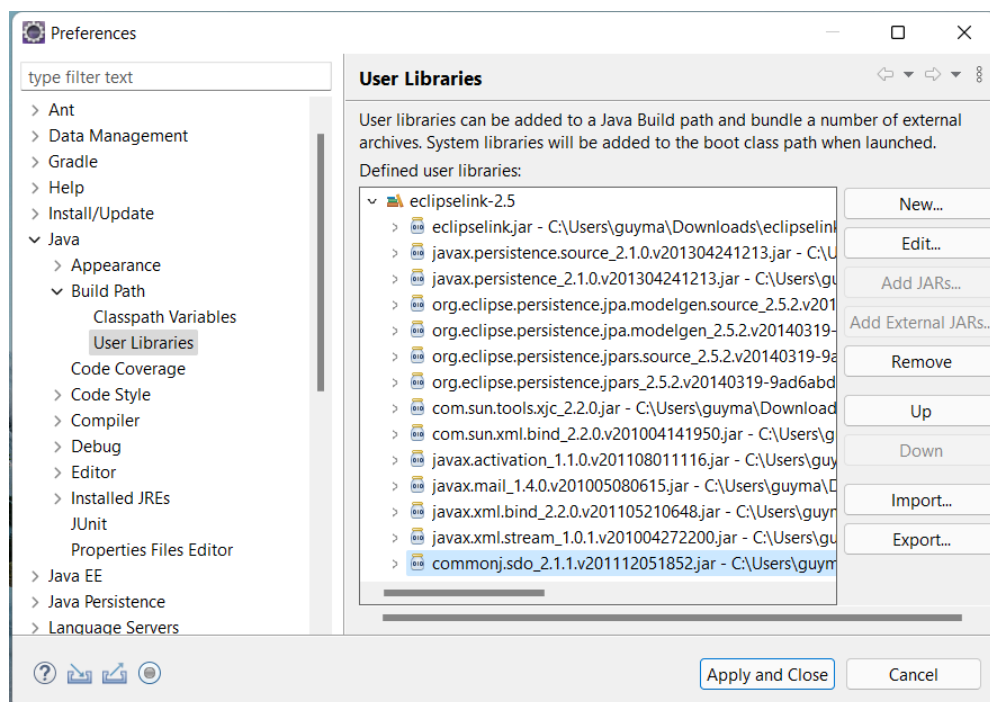 Preferences
type filter text
Ant
Data Management
Gradle
Help
Install/Update
Java
Appearance
Build Path
Classpath Variables
User Libraries
Code Coverage
Code Style
Compiler
Debug
Editor
Installed JREs
JUnit
Properties Files Editor
Java EE
Java Persistence
Language Servers
User Libraries
User libraries can be added to a Java Build path and bundle a number of external
archives. System libraries will be added to the boot class path when launched.
Defined user libraries:
eclipselink-2.5
eclipselink.jar - C:\Users\guyma\Downloads\eclipselink
javax.persistence.source_2.1.0.v201304241213.jar - C:\U
javax.persistence_2.1.0.v201304241213.jar - C:\Users\gu
org.eclipse.persistence.jpa.modelgen.source_2.5.2.v201
org.eclipse.persistence.jpa.modelgen_2.5.2.v20140319-
org.eclipse.persistence.jpars.source_2.5.2.v20140319-9a
org.eclipse.persistence.jpars_2.5.2.v20140319-9ad6abd
com.sun.tools.xjc_2.2.0.jar - C:\Users\guyma\Download
com.sun.xml.bind_2.2.0.v201004141950.jar - C:\Users\g
javax.activation_1.1.0.v201108011116.jar - C:\Users\guy
javax.mail_1.4.0.v201005080615.jar - C:\Users\guyma\D
javax.xml.bind_2.2.0.v201105210648.jar - C:\Users\guym
javax.xml.stream_1.0.1.v201004272200.jar - C:\Users\gu
commonj.sdo_2.1.1.v201112051852.jar - C:\Users\guym
New...
Edit...
Add JARs...
Add External JARs...
Remove
Up
Down
Import...
Export...
Apply and Close
Cancel